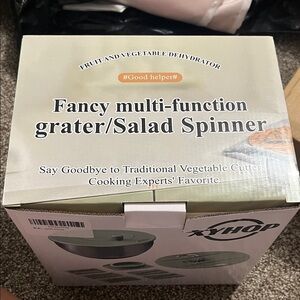 FRUIT AND VEGETABLE DEHYDRATOR
#Good helper#
Fancy multi-function
grater/Salad Spinner
Say Goodbye to Traditional Vegetable Cutter
Cooking Experts' Favorite
XYHOP